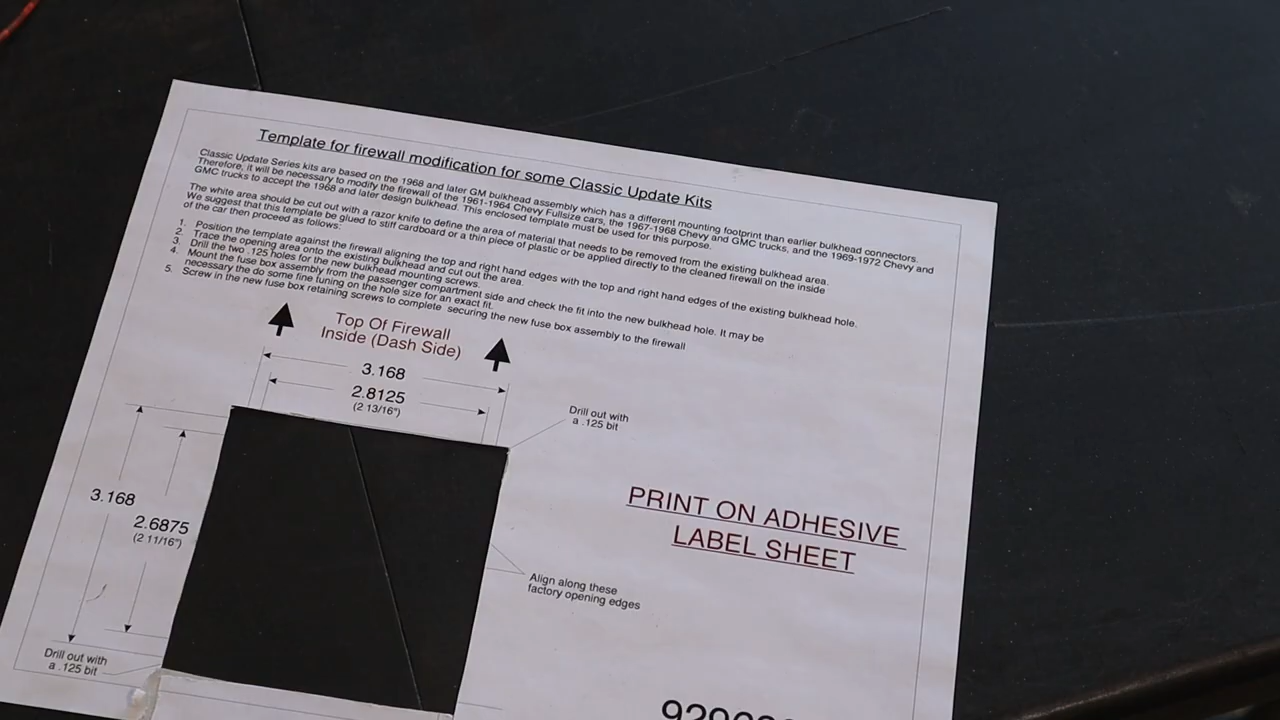 Template for firewall modification for some Classic Update Kits
Classic Update Series kits are based on the 1968 and later GM bulkhead assembly which has a different mounting footprint than earlier bulkhead connectors.
Therefore, it will be necessary to modify the firewall of the 1961-1964 Chevy Fullsize cars, the 1967-1968 Chevy and GMC trucks, and the 1969-1972 Chevy and
GMC trucks to accept the 1968 and later design bulkhead. This enclosed template must be used for this purpose.
The white area should be cut out with a razor knife to define the area of material that needs to be removed from the existing bulkhead area.
We suggest that this template be glued to stiff cardboard or a thin piece of plastic or be applied directly to the cleaned firewall on the inside
of the car then proceed as follows:
1. Position the template against the firewall aligning the top and right hand edges with the top and right hand edges of the existing bulkhead hole.
2. Trace the opening area onto the existing bulkhead and cut out the area.
3. Drill the two .125 holes for the new bulkhead mounting screws.
4. Mount the fuse box assembly from the passenger compartment side and check the fit into the new bulkhead hole. It may be
necessary the do some fine tuning on the hole size for an exact fit.
5. Screw in the new fuse box retaining screws to complete securing the new fuse box assembly to the firewall
Top Of Firewall
Inside (Dash Side)
3.168
2.8125
(2 13/16")
Drill out with
a .125 bit
3.168
2.6875
(2 11/16")
PRINT ON ADHESIVE
LABEL SHEET
Align along these
factory opening edges
Drill out with
a .125 bit